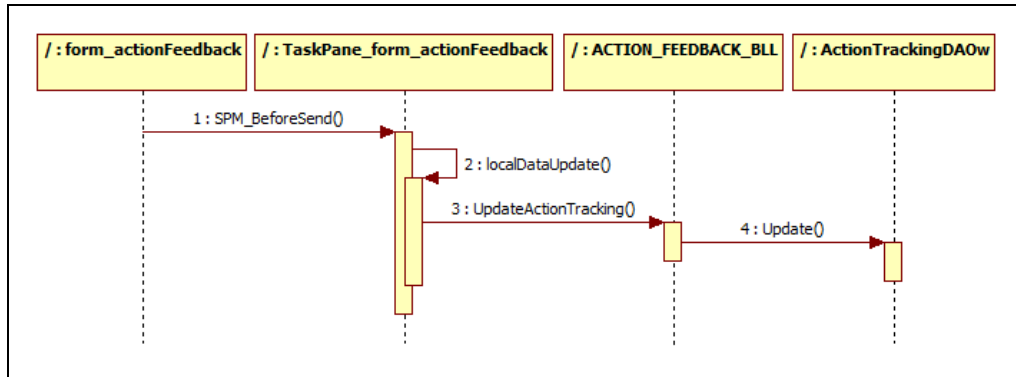 / : form_actionFeedback
/ : TaskPane_form_actionFeedback
/ : ACTION_FEEDBACK_BLL
/ : ActionTrackingDAOw
1 : SPM_BeforeSend()
2 : localDataUpdate()
3 : UpdateActionTracking()
4 : Update()